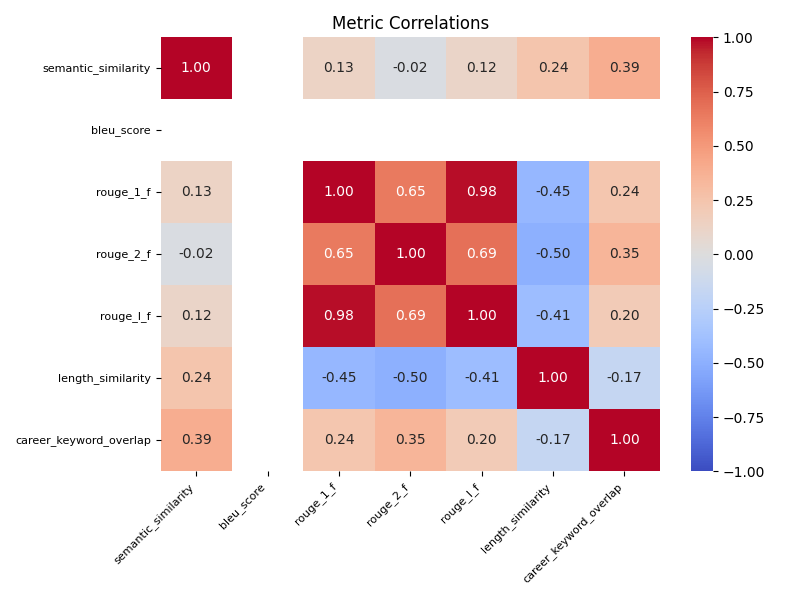 Metric Correlations
semantic_similarity 1.00 0.13 -0.02 0.12 0.24 0.39
bleu_score
rouge_1_f 0.13 1.00 0.65 0.98 -0.45 0.24
rouge_2_f -0.02 0.65 1.00 0.69 -0.50 0.35
rouge_l_f 0.12 0.98 0.69 1.00 -0.41 0.20
length_similarity 0.24 -0.45 -0.50 -0.41 1.00 -0.17
career_keyword_overlap 0.39 0.24 0.35 0.20 -0.17 1.00
semantic_similarity
bleu_score
rouge_1_f
rouge_2_f
rouge_l_f
length_similarity
career_keyword_overlap
1.00
0.75
0.50
0.25
0.00
−0.25
−0.50
−0.75
−1.00